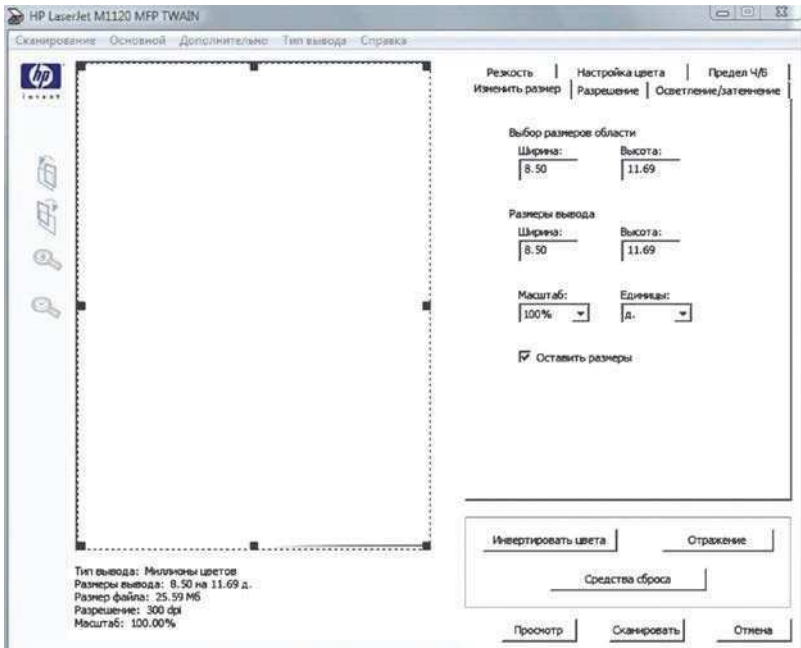 HP LaserJet M1120 MFP TWAIN
Сканирование Основной Дополнительно Тип вывода Справка
hp
invent
Резкость Настройка цвета Предел Ч/Б
Изменить размер Разрешение Осветление/затемнение
Выбор размеров области
Ширина: Высота:
8.50 11.69
Размеры вывода
Ширина: Высота:
8.50 11.69
Масштаб: Единицы:
100% д.
Оставить размеры
Инвертировать цвета Отражение
Средства сброса
Просмотр Сканировать Отмена
Тип вывода: Миллионы цветов
Размеры вывода: 8.50 на 11.69 д.
Размер файла: 25.59 Мб
Разрешение: 300 dpi
Масштаб: 100.00%